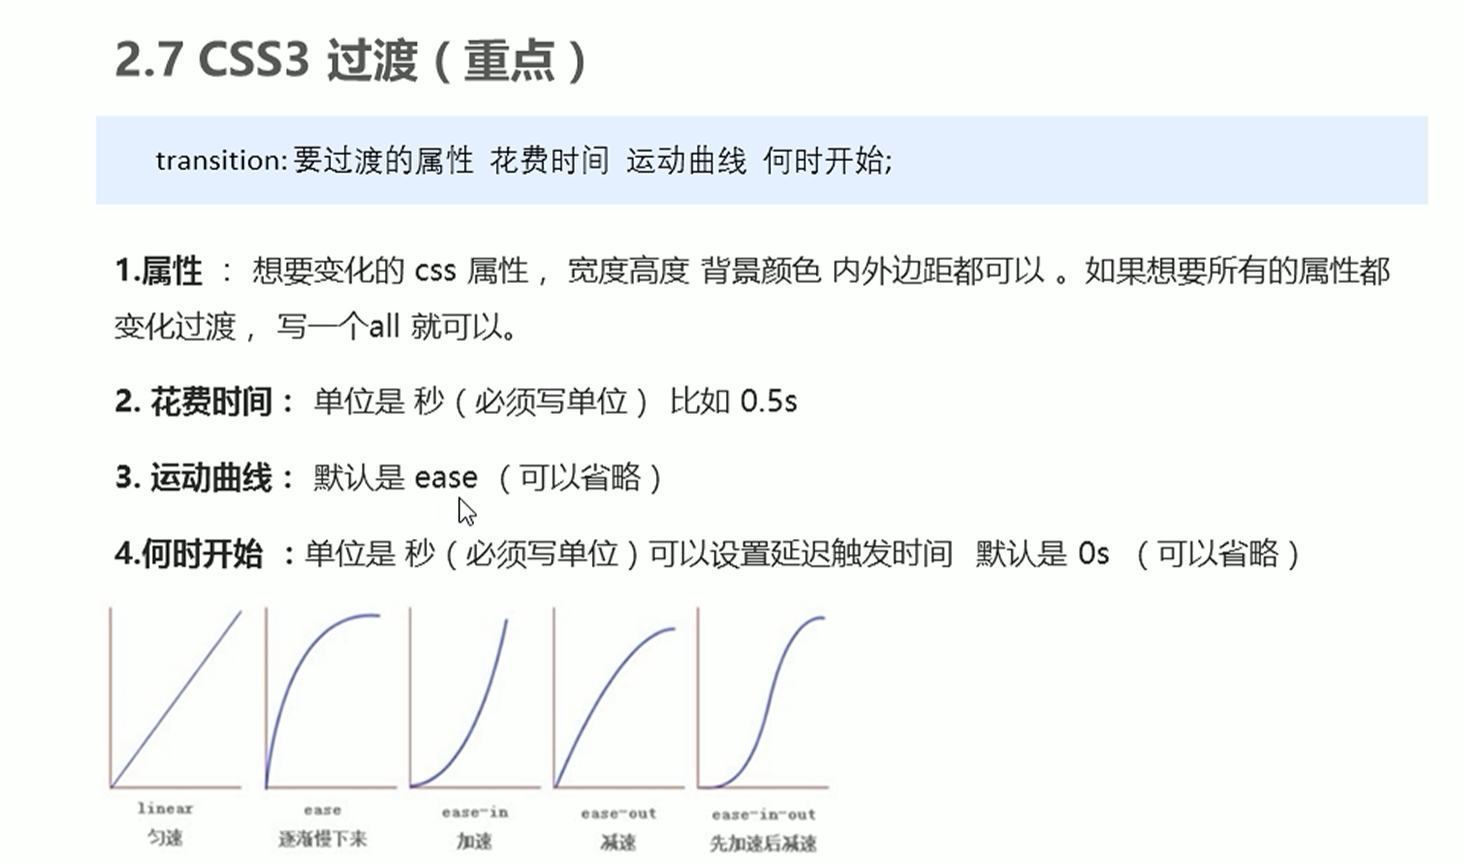 2.7 CSS3 过渡（重点）
transition: 要过渡的属性 花费时间 运动曲线 何时开始;
1.属性 ： 想要变化的 css 属性， 宽度高度 背景颜色 内外边距都可以 。如果想要所有的属性都
变化过渡， 写一个all 就可以。
2. 花费时间： 单位是 秒（必须写单位） 比如 0.5s
3. 运动曲线： 默认是 ease （可以省略）
4.何时开始 ：单位是 秒（必须写单位）可以设置延迟触发时间 默认是 0s （可以省略）
linear ease ease-in ease-out ease-in-out
匀速 逐渐慢下来 加速 减速 先加速后减速